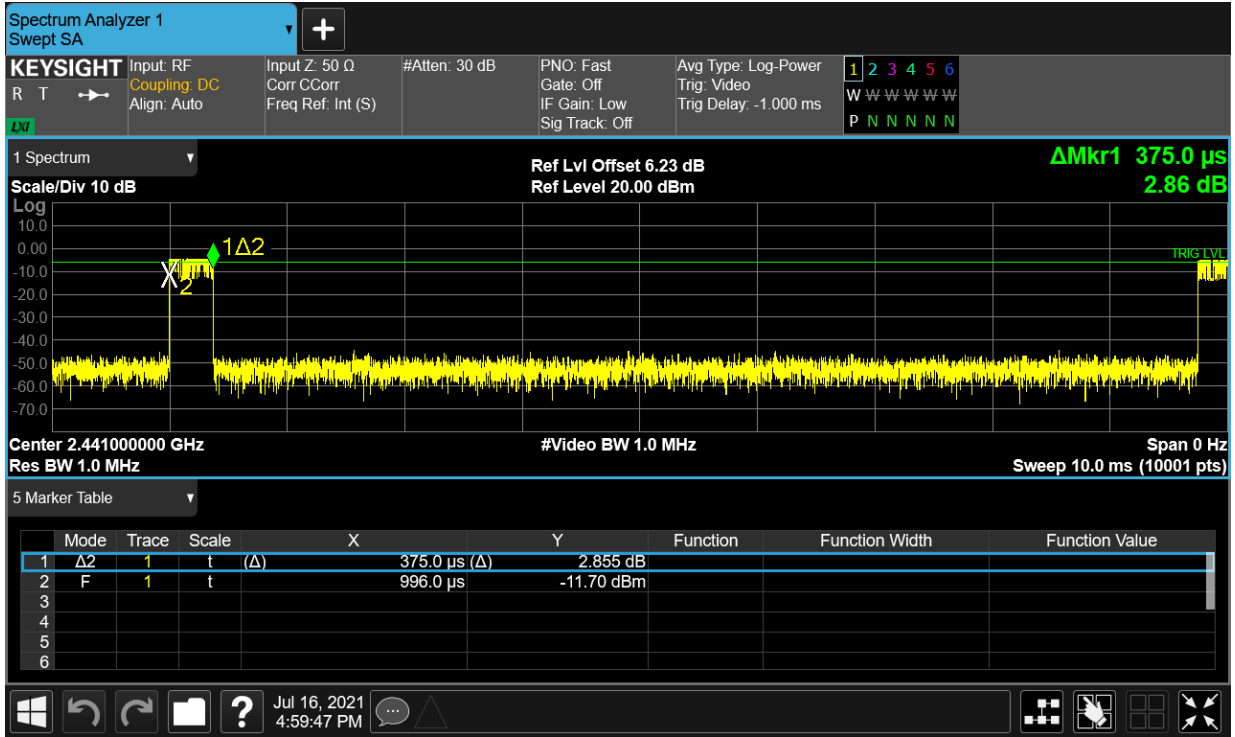 Spectrum Analyzer 1
Swept SA
KEYSIGHT
R T
LXI
Input: RF
Coupling: DC
Align: Auto
Input Z: 50 Ω
Corr CCorr
Freq Ref: Int (S)
#Atten: 30 dB
PNO: Fast
Gate: Off
IF Gain: Low
Sig Track: Off
Avg Type: Log-Power
Trig: Video
Trig Delay: -1.000 ms
1 2 3 4 5 6
W W W W W W
P N N N N N
1 Spectrum
Scale/Div 10 dB
Ref Lvl Offset 6.23 dB
Ref Level 20.00 dBm
ΔMkr1 375.0 µs
2.86 dB
Log
10.0
0.00
-10.0
-20.0
-30.0
-40.0
-50.0
-60.0
-70.0
1Δ2
2
TRIG LVL
Center 2.441000000 GHz
Res BW 1.0 MHz
#Video BW 1.0 MHz
Span 0 Hz
Sweep 10.0 ms (10001 pts)
5 Marker Table
Mode Trace Scale X Y Function Function Width Function Value
1 Δ2 1 t (Δ) 375.0 µs (Δ) 2.855 dB
2 F 1 t 996.0 µs -11.70 dBm
3
4
5
6
?
Jul 16, 2021
4:59:47 PM